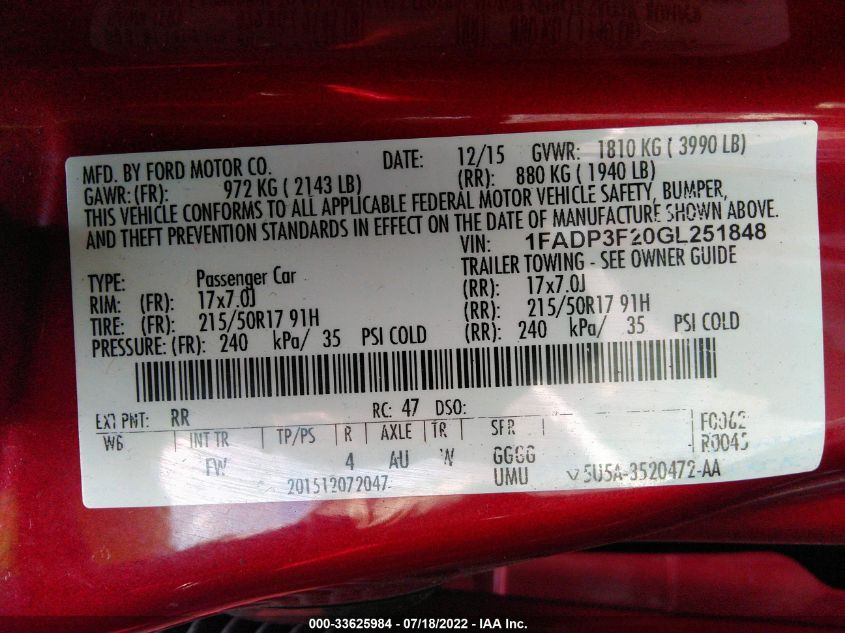 MFD. BY FORD MOTOR CO. DATE: 12/15 GVWR: 1810 KG ( 3990 LB)
GAWR: (FR): 972 KG ( 2143 LB) (RR): 880 KG ( 1940 LB)
THIS VEHICLE CONFORMS TO ALL APPLICABLE FEDERAL MOTOR VEHICLE SAFETY, BUMPER,
AND THEFT PREVENTION STANDARDS IN EFFECT ON THE DATE OF MANUFACTURE SHOWN ABOVE.
VIN: 1FADP3F20GL251848
TYPE: Passenger Car TRAILER TOWING - SEE OWNER GUIDE
RIM: (FR): 17x7.0J (RR): 17x7.0J
TIRE: (FR): 215/50R17 91H (RR): 215/50R17 91H
PRESSURE: (FR): 240 kPa/ 35 PSI COLD (RR): 240 kPa/ 35 PSI COLD
EXT PNT: RR RC: 47 DSO:
W6 INT TR TP/PS R AXLE TR SFR F0062
FW 4 AU W GGGG R0045
201512072047 UMU V5U5A-3520472-AA
000-33625984 - 07/18/2022 - IAA Inc.